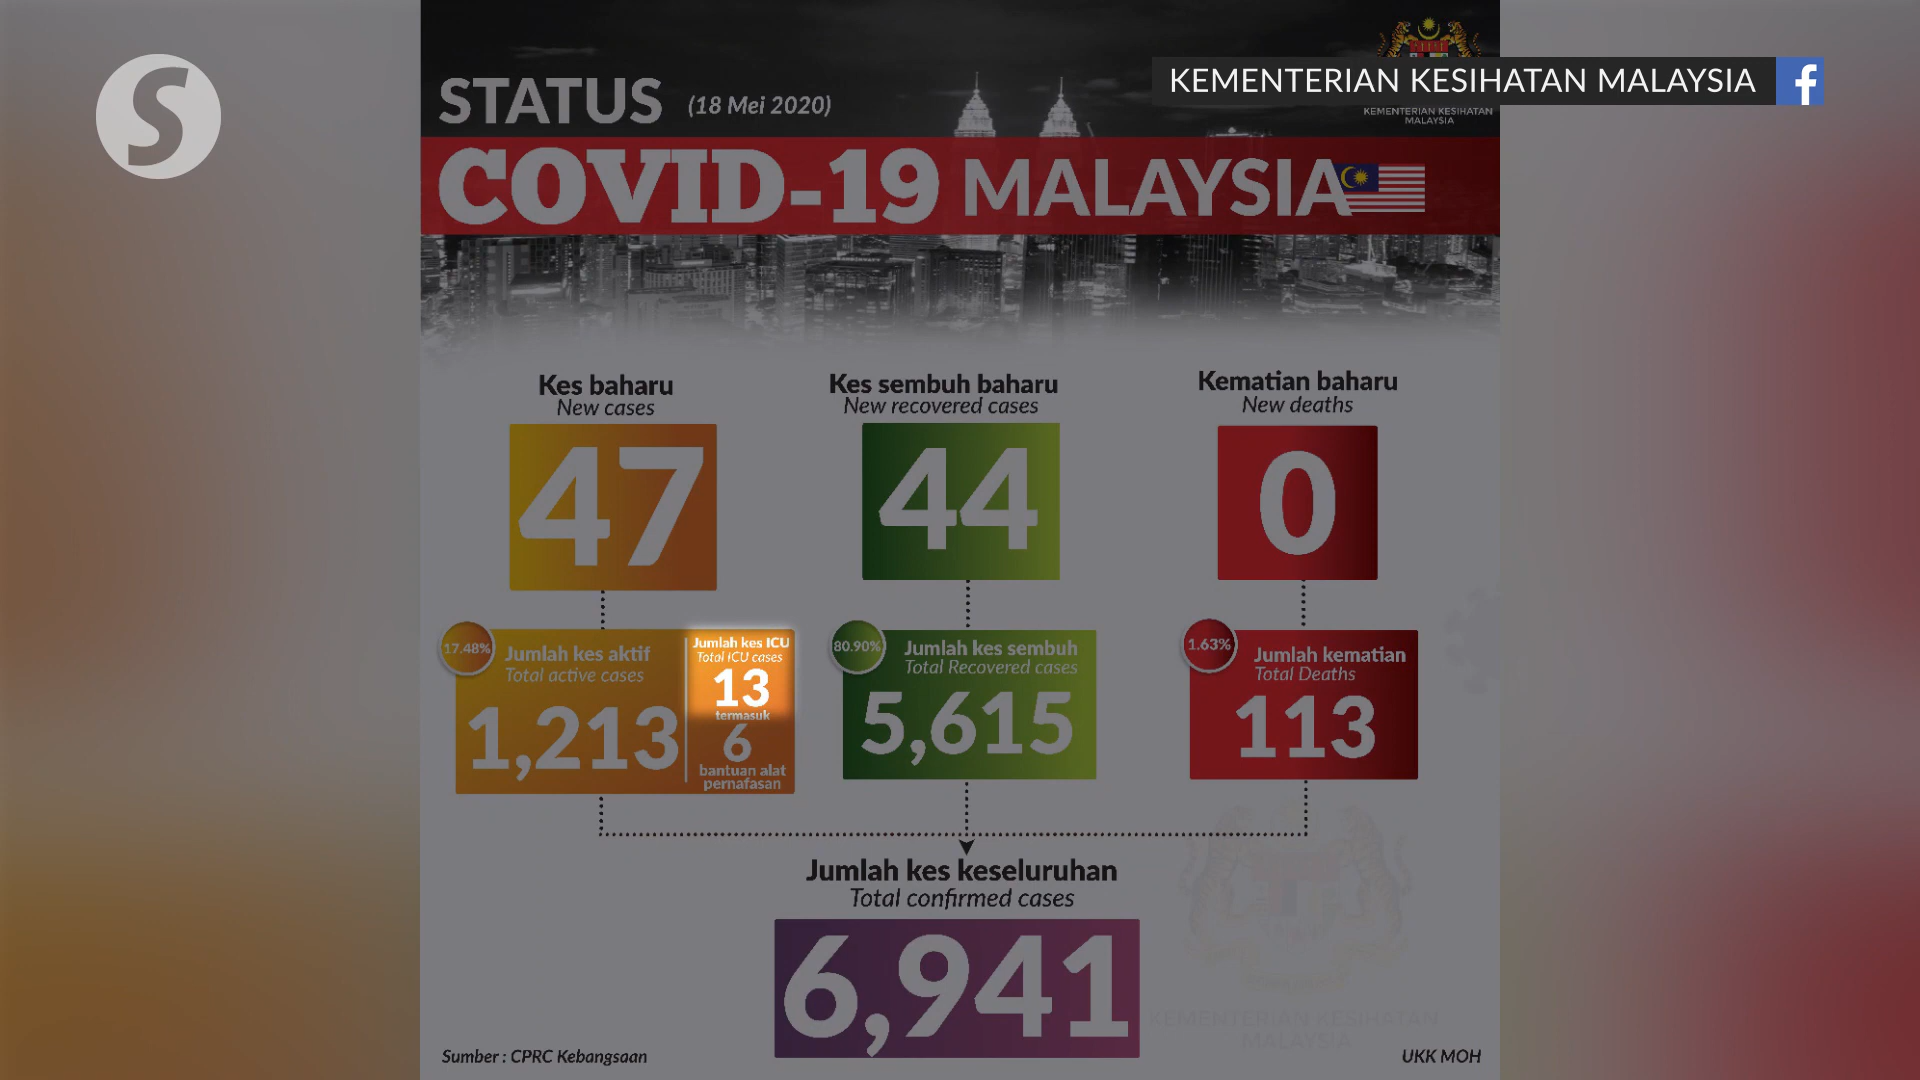 S
KEMENTERIAN KESIHATAN MALAYSIA
f
KEMENTERIAN KESIHATAN
MALAYSIA
STATUS (18 Mei 2020)
COVID-19 MALAYSIA
Kes baharu
New cases
47
Kes sembuh baharu
New recovered cases
44
Kematian baharu
New deaths
0
17.48%
Jumlah kes aktif
Total active cases
1,213
Jumlah kes ICU
Total ICU cases
13
termasuk
6
bantuan alat
pernafasan
80.90%
Jumlah kes sembuh
Total Recovered cases
5,615
1.63%
Jumlah kematian
Total Deaths
113
Jumlah kes keseluruhan
Total confirmed cases
6,941
KEMENTERIAN KESIHATAN
MALAYSIA
Sumber : CPRC Kebangsaan
UKK MOH